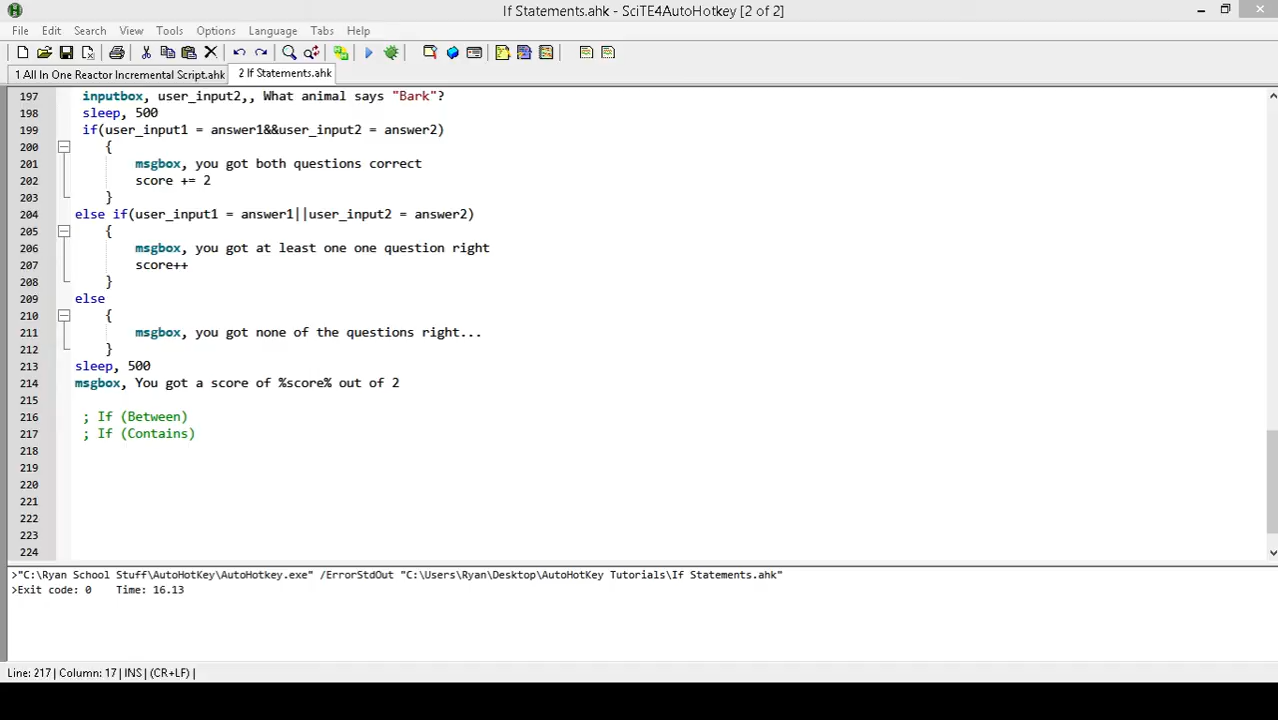 If Statements.ahk - SciTE4AutoHotkey [2 of 2]
File Edit Search View Tools Options Language Tabs Help
1 All In One Reactor Incremental Script.ahk 2 If Statements.ahk
197 inputbox, user_input2,, What animal says "Bark"?
198 sleep, 500
199 if(user_input1 = answer1&&user_input2 = answer2)
200 {
201 msgbox, you got both questions correct
202 score += 2
203 }
204 else if(user_input1 = answer1||user_input2 = answer2)
205 {
206 msgbox, you got at least one one question right
207 score++
208 }
209 else
210 {
211 msgbox, you got none of the questions right...
212 }
213 sleep, 500
214 msgbox, You got a score of %score% out of 2
215
216 ; If (Between)
217 ; If (Contains)
218
219
220
221
222
223
224
>"C:\Ryan School Stuff\AutoHotKey\AutoHotkey.exe" /ErrorStdOut "C:\Users\Ryan\Desktop\AutoHotKey Tutorials\If Statements.ahk"
>Exit code: 0 Time: 16.13
Line: 217 | Column: 17 | INS | (CR+LF) |